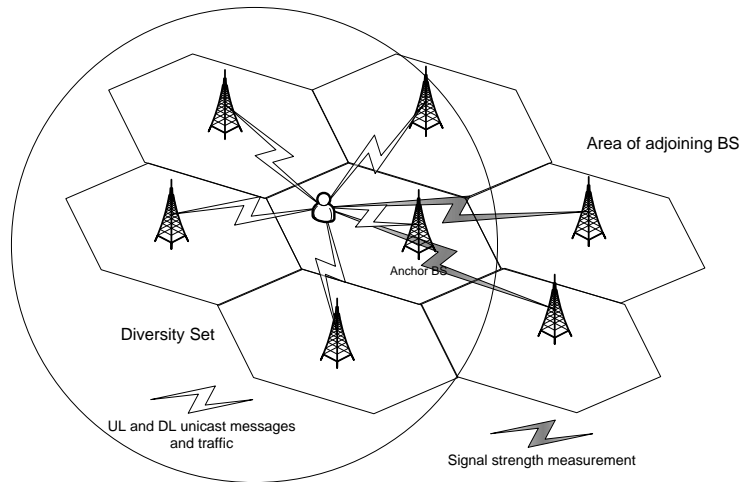 Area of adjoining BS
Anchor BS
Diversity Set
UL and DL unicast messages
and traffic
Signal strength measurement